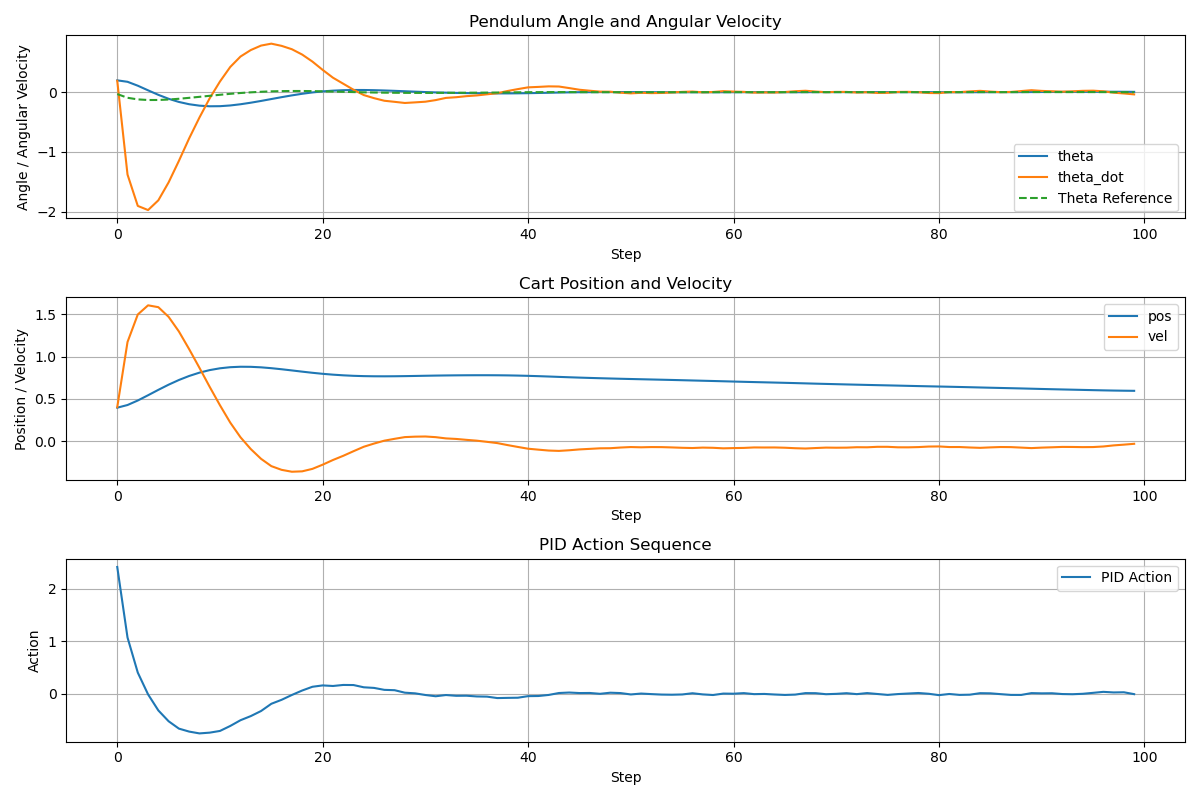 Pendulum Angle and Angular Velocity
Angle / Angular Velocity
0
−1
−2
theta
theta_dot
Theta Reference
0 20 40 60 80 100
Step
Cart Position and Velocity
Position / Velocity
1.5
1.0
0.5
0.0
pos
vel
0 20 40 60 80 100
Step
PID Action Sequence
Action
2
1
0
PID Action
0 20 40 60 80 100
Step